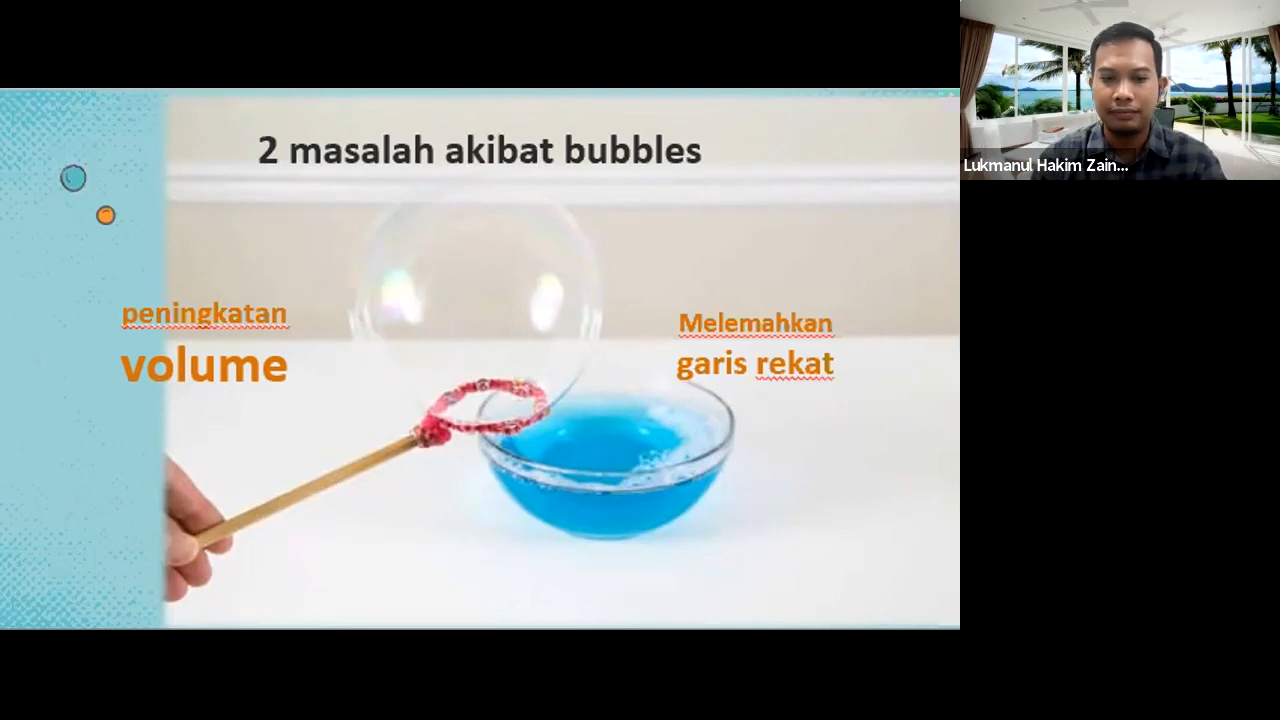 2 masalah akibat bubbles
peningkatan
volume
Melemahkan
garis rekat
Lukmanul Hakim Zain...